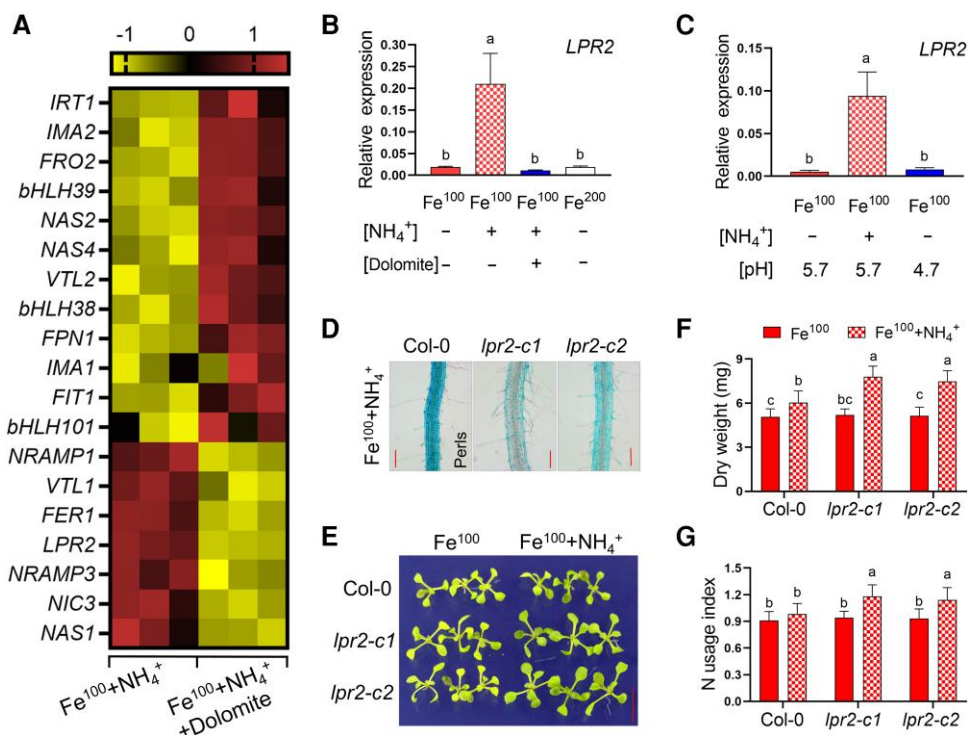 A
-1 0 1
IRT1
IMA2
FRO2
bHLH39
NAS2
NAS4
VTL2
bHLH38
FPN1
IMA1
FIT1
bHLH101
NRAMP1
VTL1
FER1
LPR2
NRAMP3
NIC3
NAS1
Fe¹⁰⁰+NH₄⁺
Fe¹⁰⁰+NH₄⁺
+Dolomite
B
LPR2
Relative expression
0.30
0.25
0.20
0.15
0.10
0.05
0.00
b a b b
Fe¹⁰⁰ Fe¹⁰⁰ Fe¹⁰⁰ Fe²⁰⁰
[NH₄⁺] − + + −
[Dolomite] − − + −
C
LPR2
Relative expression
0.15
0.10
0.05
0.00
b a b
Fe¹⁰⁰ Fe¹⁰⁰ Fe¹⁰⁰
[NH₄⁺] − + −
[pH] 5.7 5.7 4.7
D
Col-0 lpr2-c1 lpr2-c2
Fe¹⁰⁰+NH₄⁺
Perls
E
Fe¹⁰⁰ Fe¹⁰⁰+NH₄⁺
Col-0
lpr2-c1
lpr2-c2
F
Fe¹⁰⁰ Fe¹⁰⁰+NH₄⁺
Dry weight (mg)
9
6
3
0
c b bc a c a
Col-0 lpr2-c1 lpr2-c2
G
N usage index
1.5
1.2
0.9
0.6
0.3
0.0
b b b a b a
Col-0 lpr2-c1 lpr2-c2